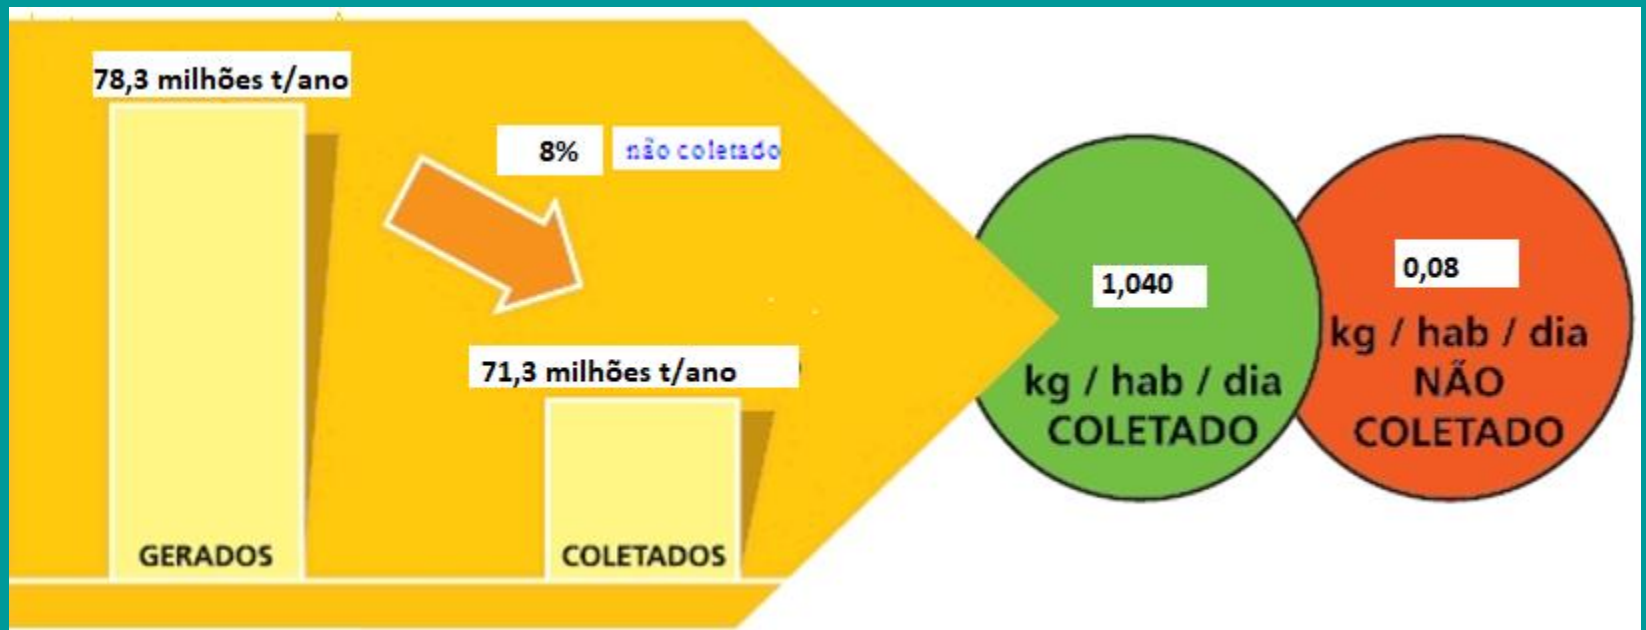 78,3 milhões t/ano
8%
não coletado
71,3 milhões t/ano
GERADOS
COLETADOS
1,040
kg / hab / dia
COLETADO
0,08
kg / hab / dia
NÃO
COLETADO